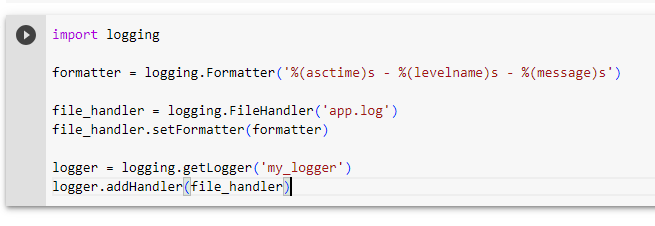 import logging
formatter = logging.Formatter('%(asctime)s - %(levelname)s - %(message)s')
file_handler = logging.FileHandler('app.log')
file_handler.setFormatter(formatter)
logger = logging.getLogger('my_logger')
logger.addHandler(file_handler)